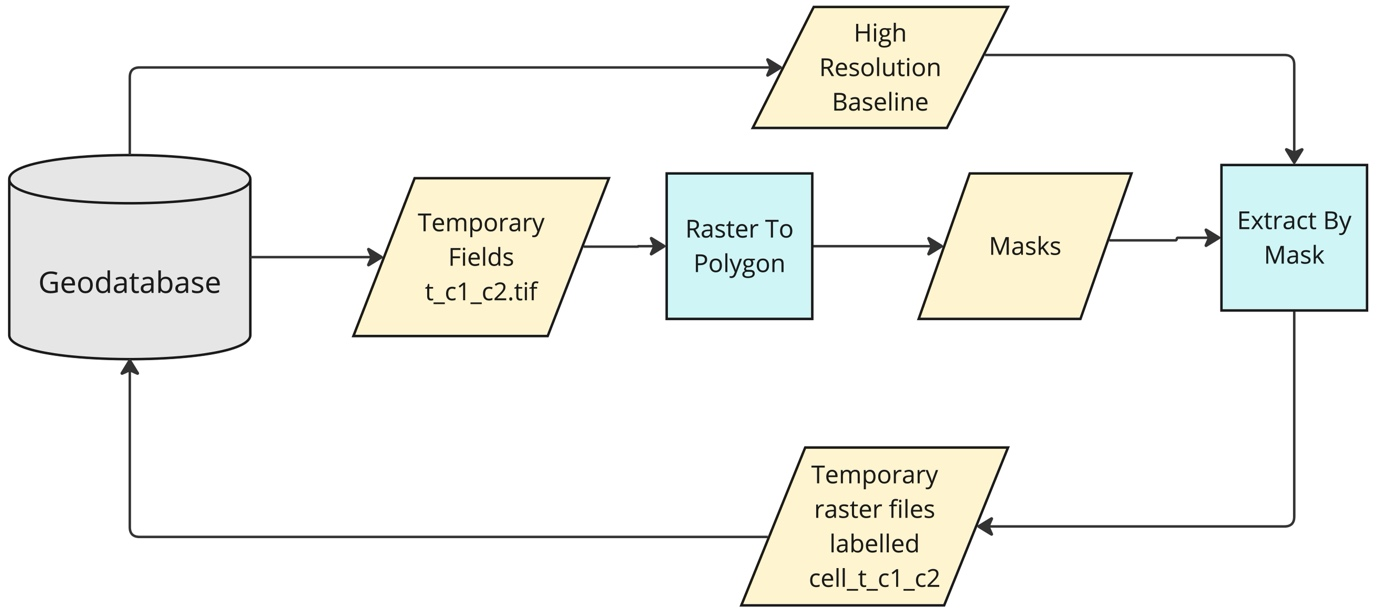 High
Resolution
Baseline
Geodatabase
Temporary
Fields
t_c1_c2.tif
Raster To
Polygon
Masks
Extract By
Mask
Temporary
raster files
labelled
cell_t_c1_c2